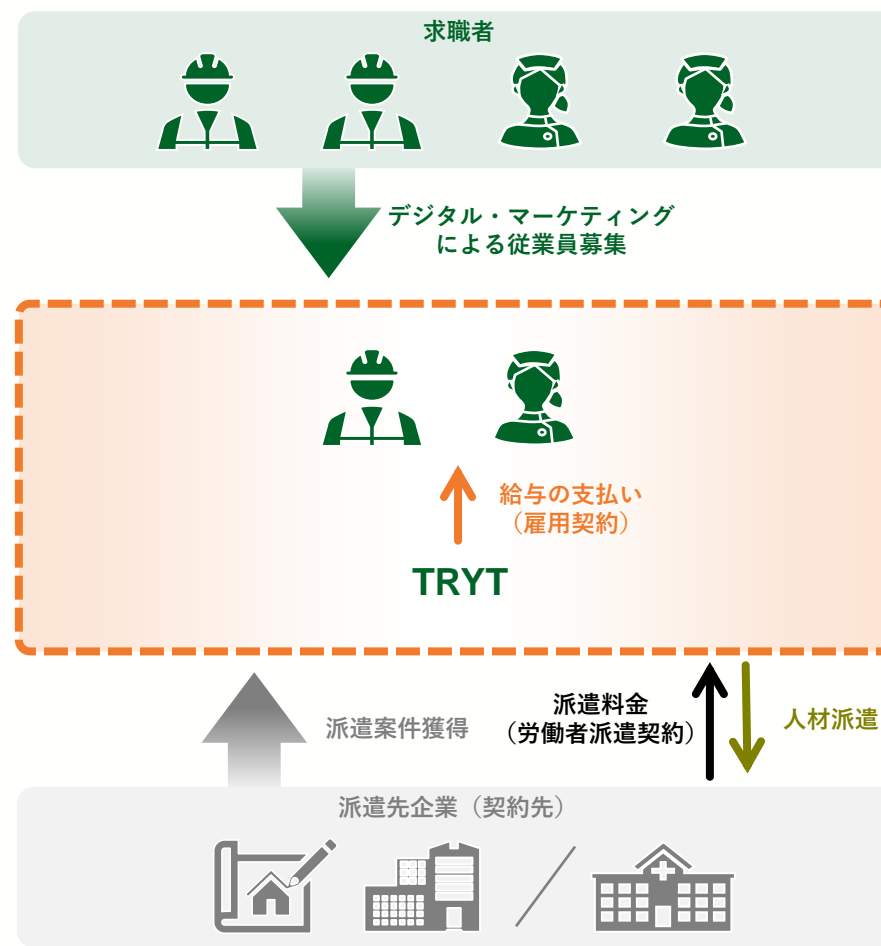 求職者
デジタル・マーケティング
による従業員募集
給与の支払い
（雇用契約）
TRYT
派遣案件獲得
派遣料金
（労働者派遣契約）
人材派遣
派遣先企業（契約先）